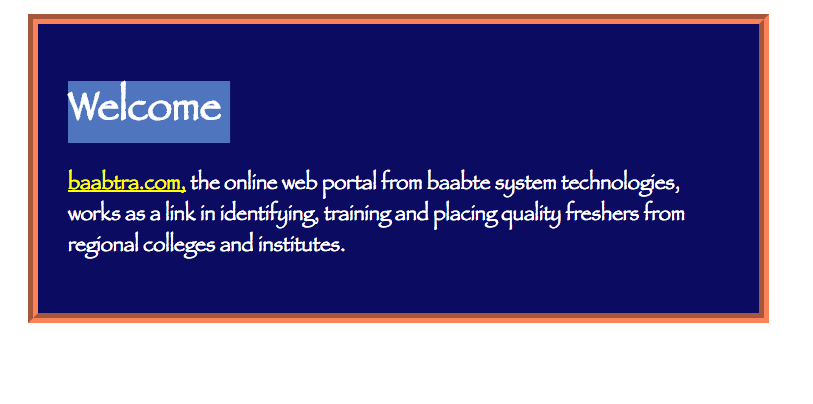 Welcome
baabtra.com, the online web portal from baabte system technologies,
works as a link in identifying, training and placing quality freshers from
regional colleges and institutes.